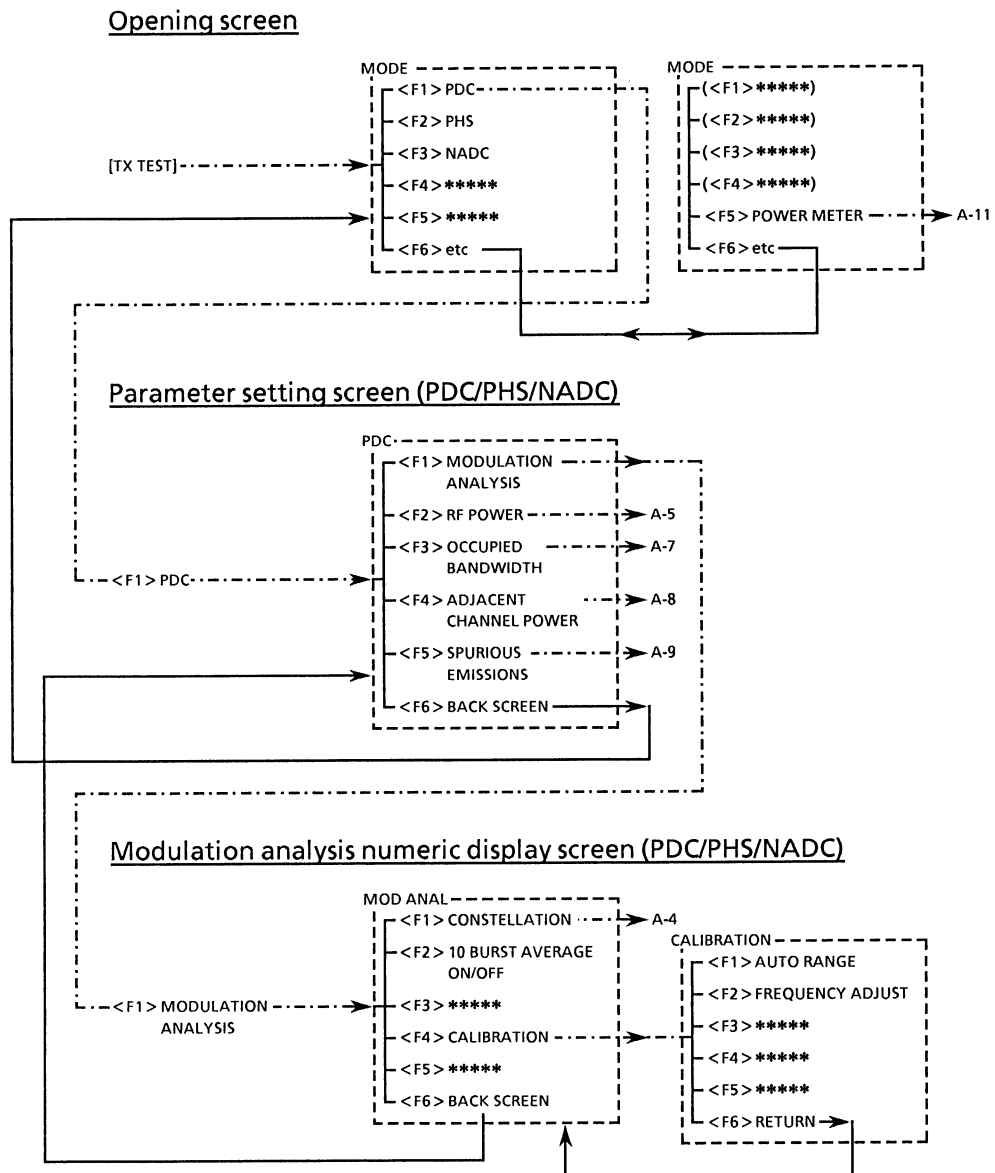 Opening screen
MODE
<F1> PDC
<F2> PHS
<F3> NADC
<F4> *****
<F5> *****
<F6> etc
[TX TEST]
MODE
(<F1> *****)
(<F2> *****)
(<F3> *****)
(<F4> *****)
<F5> POWER METER
<F6> etc
A-11
Parameter setting screen (PDC/PHS/NADC)
<F1> PDC
PDC
<F1> MODULATION
ANALYSIS
<F2> RF POWER
A-5
<F3> OCCUPIED
BANDWIDTH
A-7
<F4> ADJACENT
CHANNEL POWER
A-8
<F5> SPURIOUS
EMISSIONS
A-9
<F6> BACK SCREEN
Modulation analysis numeric display screen (PDC/PHS/NADC)
<F1> MODULATION
ANALYSIS
MOD ANAL
<F1> CONSTELLATION
A-4
<F2> 10 BURST AVERAGE
ON/OFF
<F3> *****
<F4> CALIBRATION
<F5> *****
<F6> BACK SCREEN
CALIBRATION
<F1> AUTO RANGE
<F2> FREQUENCY ADJUST
<F3> *****
<F4> *****
<F5> *****
<F6> RETURN